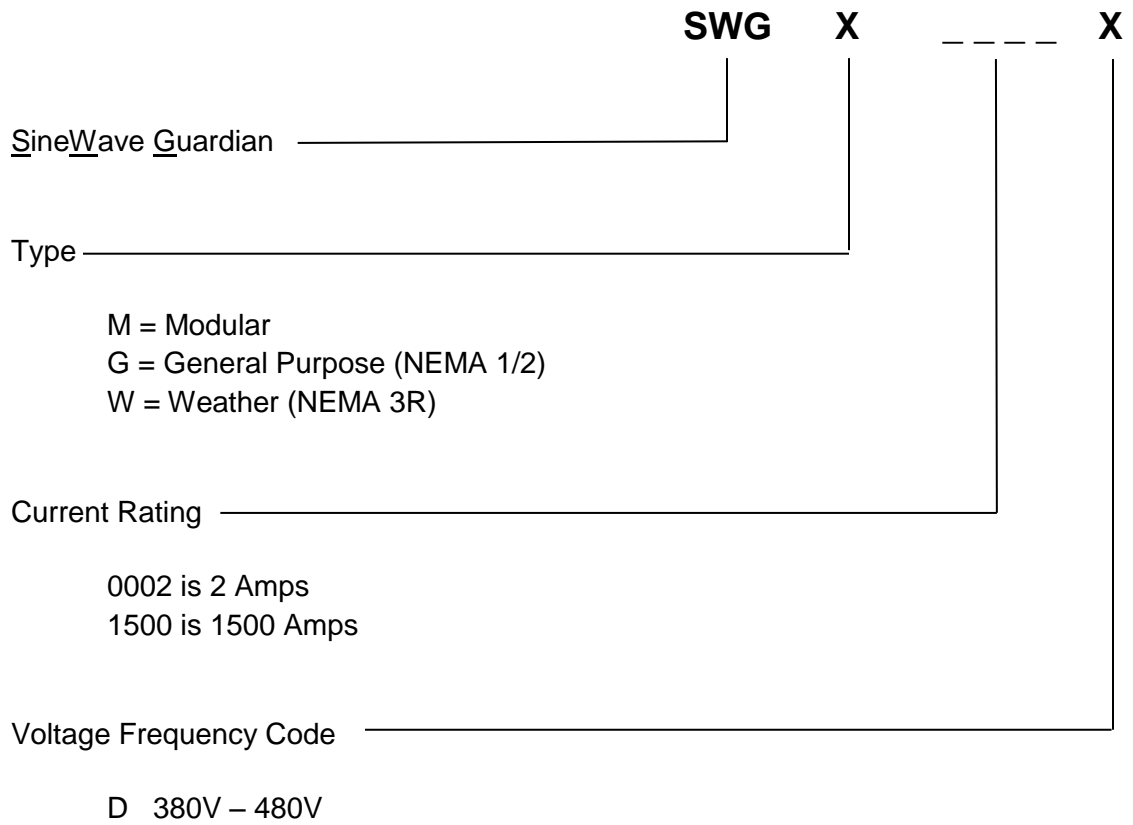 SWG X _ _ _ _ X
SineWave Guardian
Type
M = Modular
G = General Purpose (NEMA 1/2)
W = Weather (NEMA 3R)
Current Rating
0002 is 2 Amps
1500 is 1500 Amps
Voltage Frequency Code
D 380V – 480V